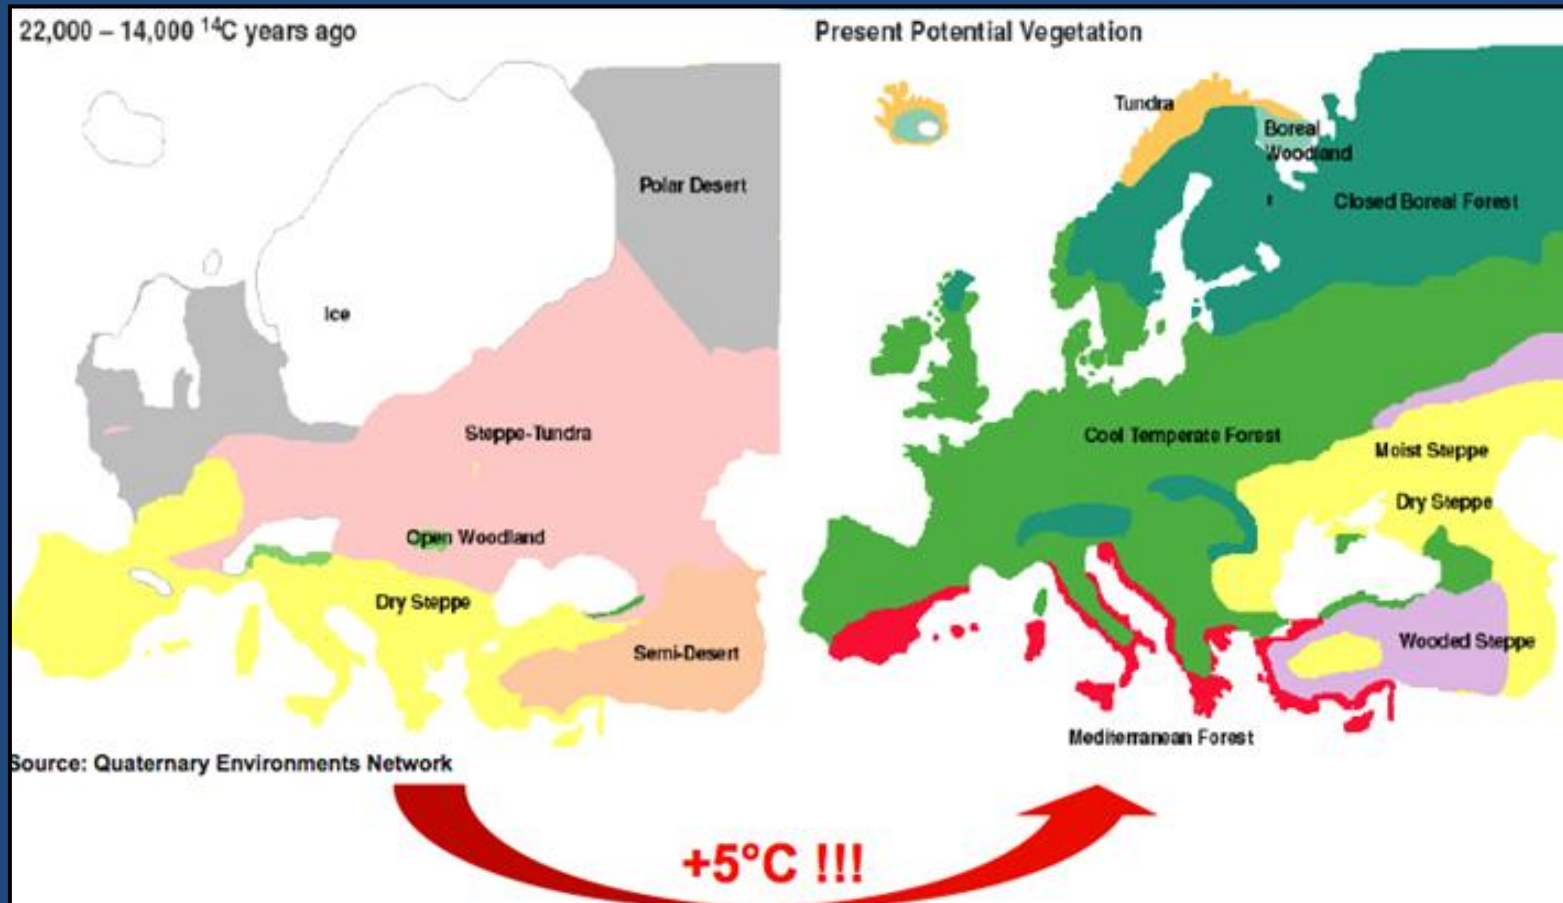 22,000 – 14,000 ¹⁴C years ago
Polar Desert
Ice
Steppe-Tundra
Open Woodland
Dry Steppe
Semi-Desert
Source: Quaternary Environments Network
Present Potential Vegetation
Tundra
Boreal
Woodland
Closed Boreal Forest
Cool Temperate Forest
Moist Steppe
Dry Steppe
Wooded Steppe
Mediterranean Forest
+5°C !!!